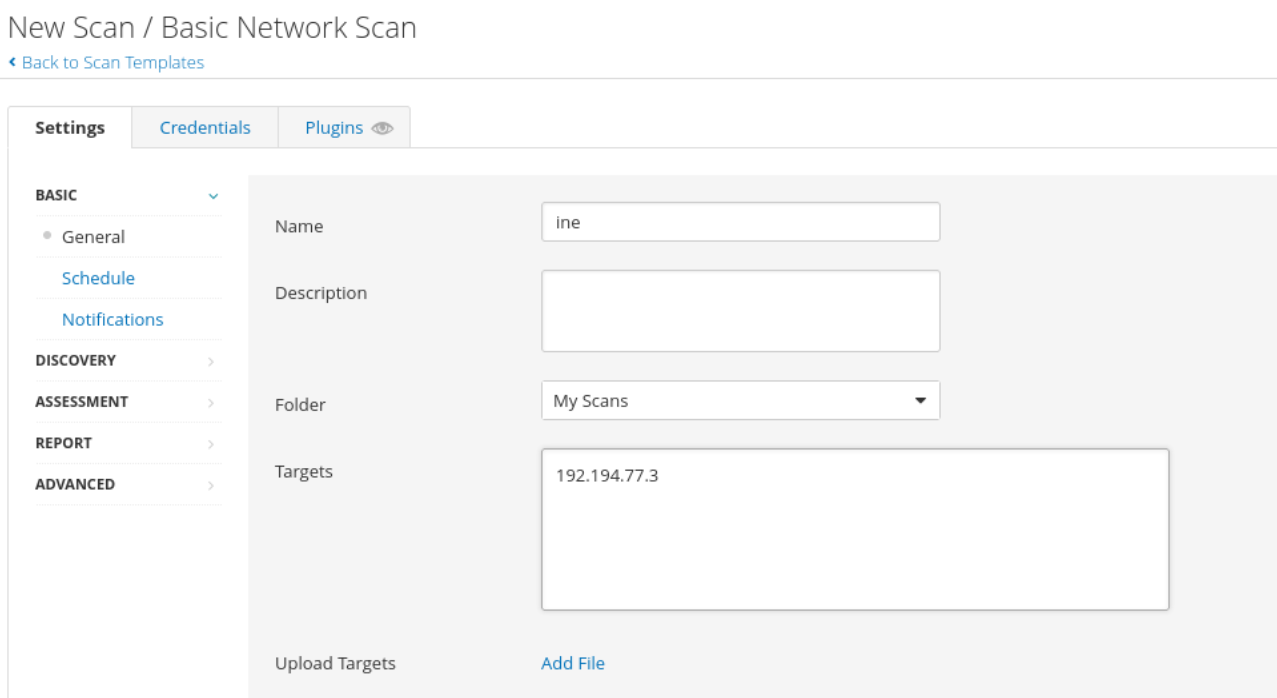 New Scan / Basic Network Scan
Back to Scan Templates
Settings
Credentials
Plugins
BASIC
General
Schedule
Notifications
DISCOVERY
ASSESSMENT
REPORT
ADVANCED
Name
ine
Description
Folder
My Scans
Targets
192.194.77.3
Upload Targets
Add File